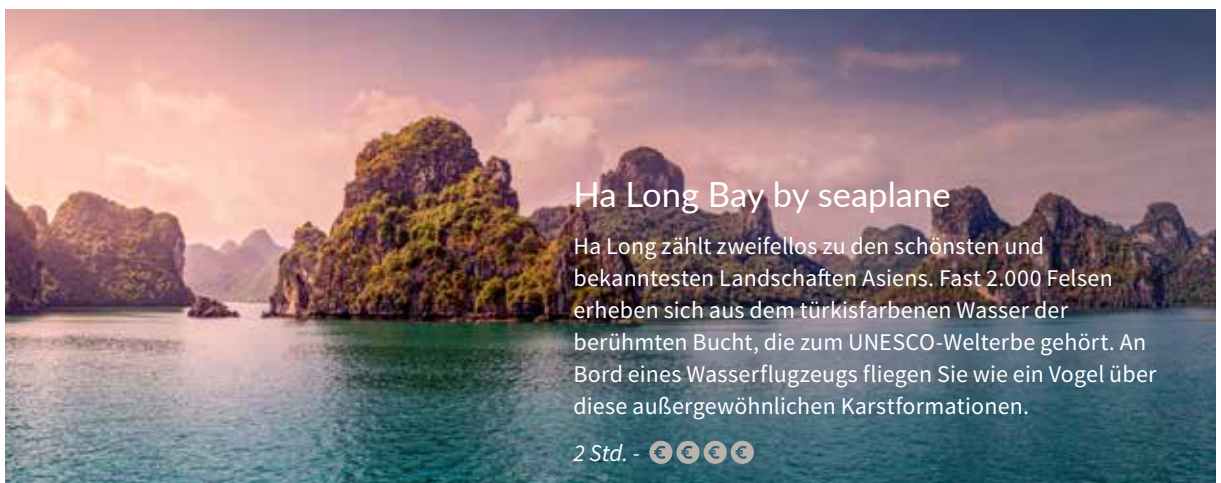 Ha Long Bay by seaplane
Ha Long zählt zweifellos zu den schönsten und
bekanntesten Landschaften Asiens. Fast 2.000 Felsen
erheben sich aus dem türkisfarbenen Wasser der
berühmten Bucht, die zum UNESCO-Welterbe gehört. An
Bord eines Wasserflugzeugs fliegen Sie wie ein Vogel über
diese außergewöhnlichen Karstformationen.
2 Std. - € € € €